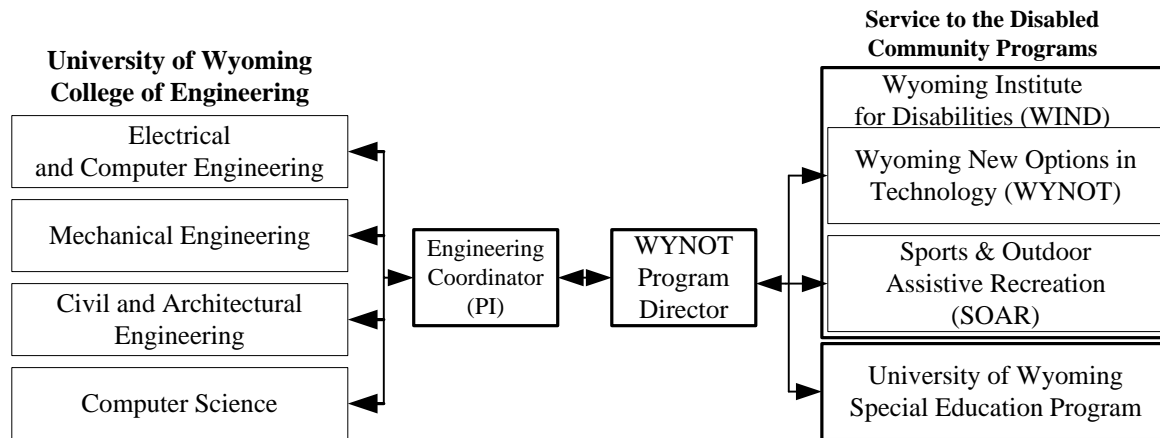 University of Wyoming
College of Engineering
Electrical
and Computer Engineering
Mechanical Engineering
Civil and Architectural
Engineering
Computer Science
Engineering
Coordinator
(PI)
WYNOT
Program
Director
Service to the Disabled
Community Programs
Wyoming Institute
for Disabilities (WIND)
Wyoming New Options in
Technology (WYNOT)
Sports & Outdoor
Assistive Recreation
(SOAR)
University of Wyoming
Special Education Program